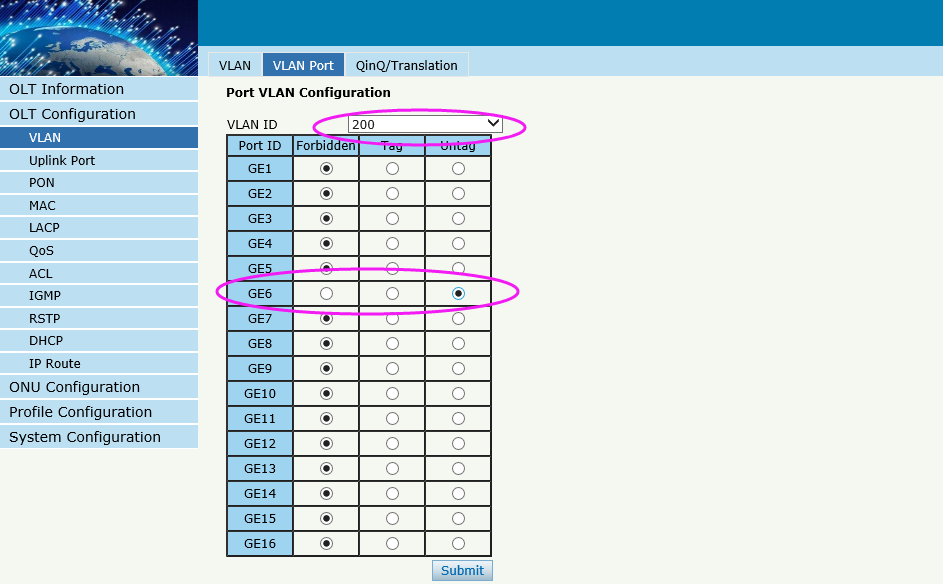 VLAN VLAN Port QinQ/Translation
OLT Information
OLT Configuration
VLAN
Uplink Port
PON
MAC
LACP
QoS
ACL
IGMP
RSTP
DHCP
IP Route
ONU Configuration
Profile Configuration
System Configuration
Port VLAN Configuration
VLAN ID 200
Port ID Forbidden Tag Untag
GE1
GE2
GE3
GE4
GE5
GE6
GE7
GE8
GE9
GE10
GE11
GE12
GE13
GE14
GE15
GE16
Submit